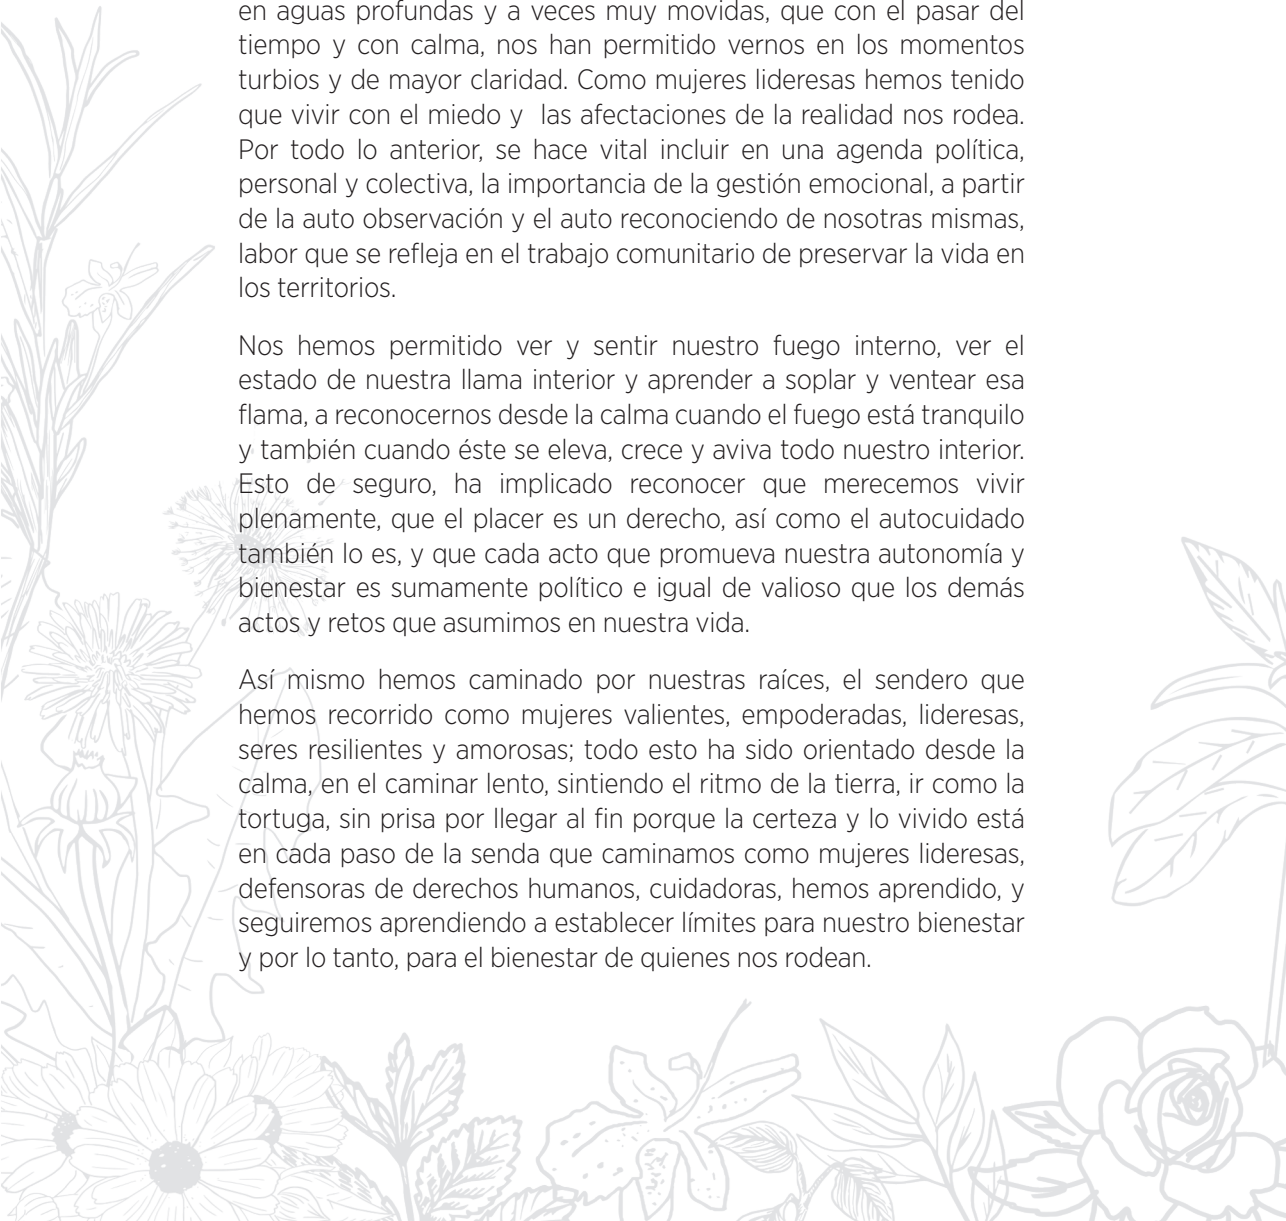 en aguas profundas y a veces muy movidas, que con el pasar del
tiempo y con calma, nos han permitido vernos en los momentos
turbios y de mayor claridad. Como mujeres lideresas hemos tenido
que vivir con el miedo y  las afectaciones de la realidad nos rodea.
Por todo lo anterior, se hace vital incluir en una agenda política,
personal y colectiva, la importancia de la gestión emocional, a partir
de la auto observación y el auto reconociendo de nosotras mismas,
labor que se refleja en el trabajo comunitario de preservar la vida en
los territorios.
Nos hemos permitido ver y sentir nuestro fuego interno, ver el
estado de nuestra llama interior y aprender a soplar y ventear esa
flama, a reconocernos desde la calma cuando el fuego está tranquilo
y también cuando éste se eleva, crece y aviva todo nuestro interior.
Esto de seguro, ha implicado reconocer que merecemos vivir
plenamente, que el placer es un derecho, así como el autocuidado
también lo es, y que cada acto que promueva nuestra autonomía y
bienestar es sumamente político e igual de valioso que los demás
actos y retos que asumimos en nuestra vida.
Así mismo hemos caminado por nuestras raíces, el sendero que
hemos recorrido como mujeres valientes, empoderadas, lideresas,
seres resilientes y amorosas; todo esto ha sido orientado desde la
calma, en el caminar lento, sintiendo el ritmo de la tierra, ir como la
tortuga, sin prisa por llegar al fin porque la certeza y lo vivido está
en cada paso de la senda que caminamos como mujeres lideresas,
defensoras de derechos humanos, cuidadoras, hemos aprendido, y
seguiremos aprendiendo a establecer límites para nuestro bienestar
y por lo tanto, para el bienestar de quienes nos rodean.